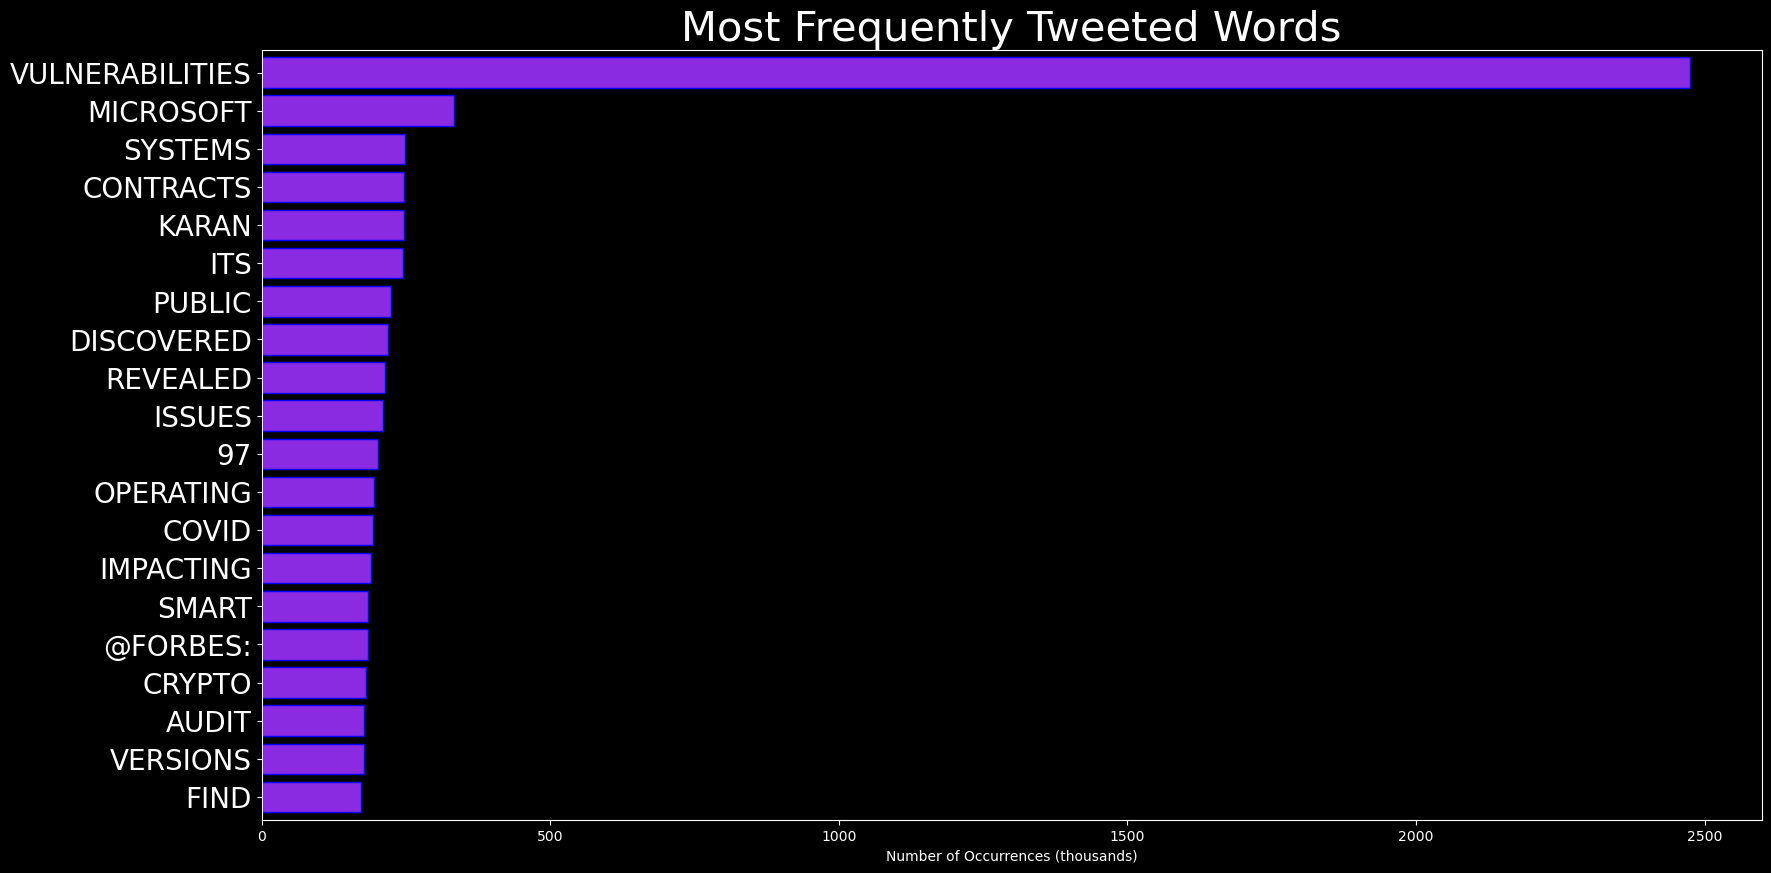 Most Frequently Tweeted Words
VULNERABILITIES
MICROSOFT
SYSTEMS
CONTRACTS
KARAN
ITS
PUBLIC
DISCOVERED
REVEALED
ISSUES
97
OPERATING
COVID
IMPACTING
SMART
@FORBES:
CRYPTO
AUDIT
VERSIONS
FIND
0 500 1000 1500 2000 2500
Number of Occurrences (thousands)